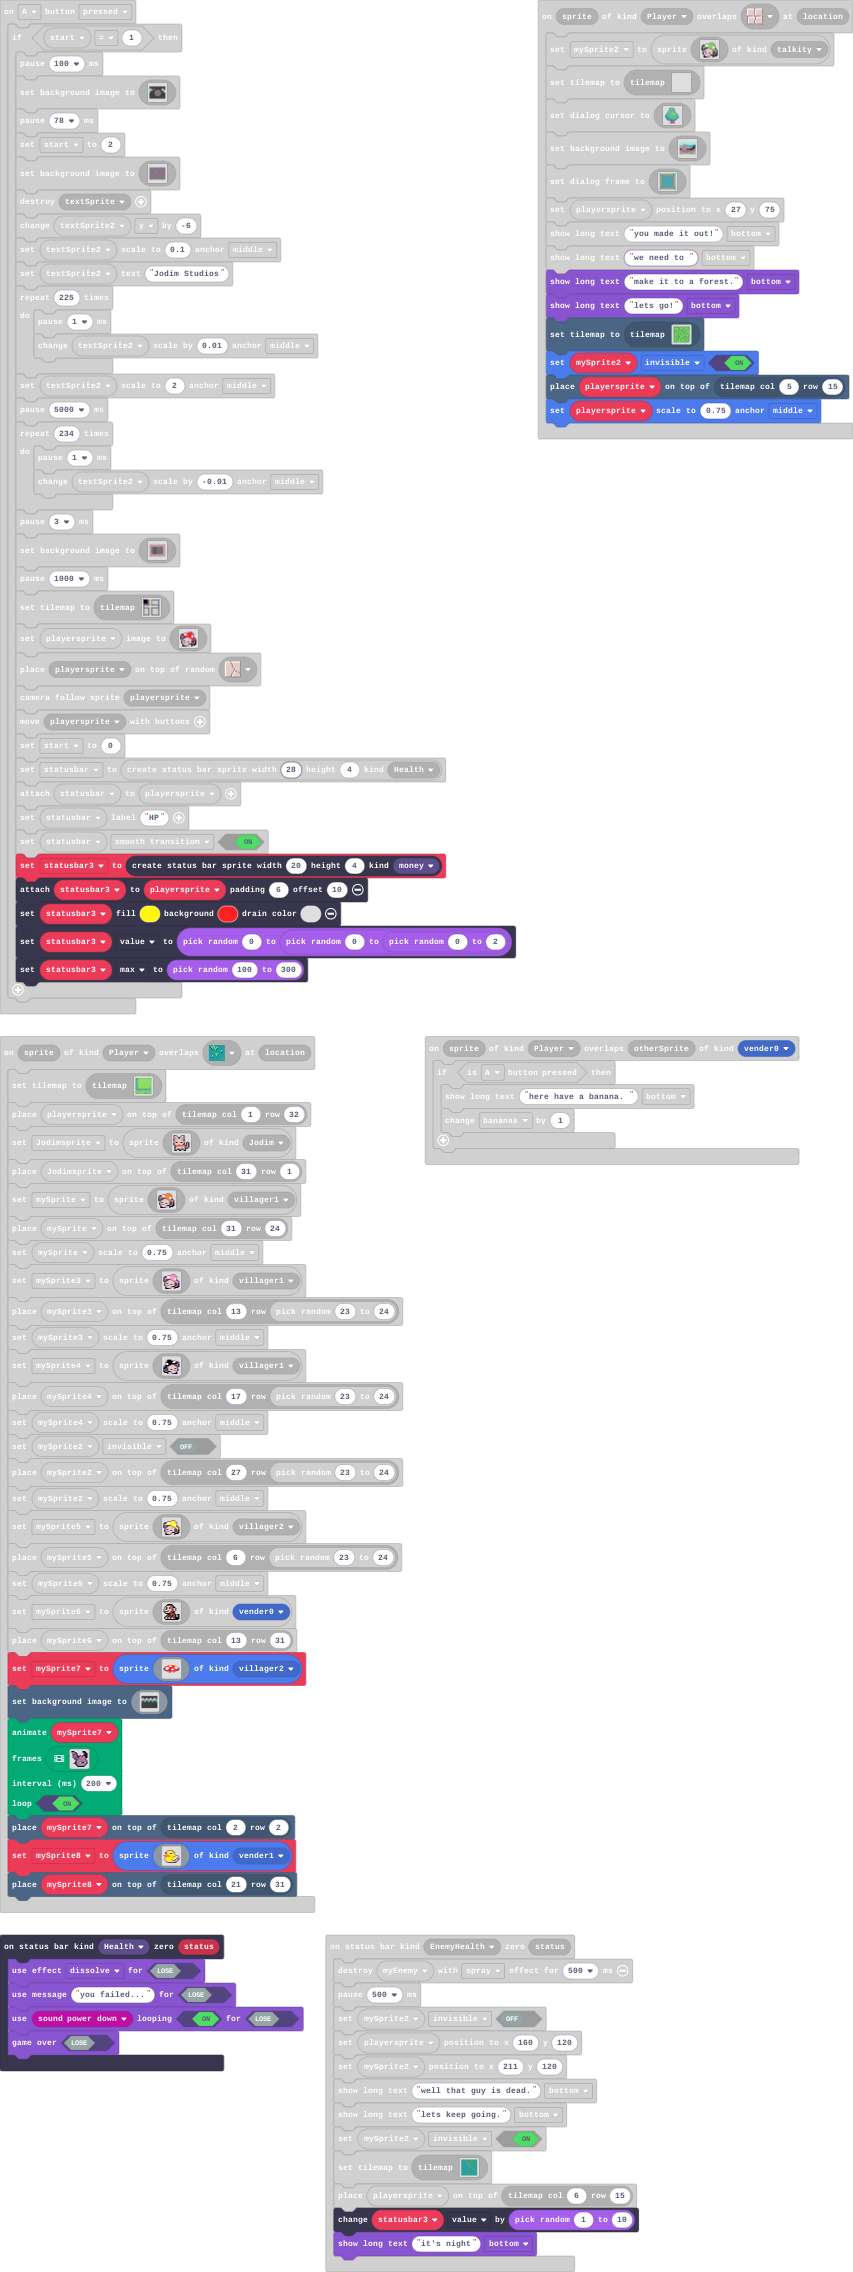 on A button pressed
if start = 1 then
pause 100 ms
set background image to
pause 78 ms
set start to 2
set background image to
destroy textSprite
change textSprite2 y by -6
set textSprite2 scale to 0.1 anchor middle
set textSprite2 text "Jodim Studios"
repeat 225 times
do
pause 1 ms
change textSprite2 scale by 0.01 anchor middle
set textSprite2 scale to 2 anchor middle
pause 5000 ms
repeat 234 times
do
pause 1 ms
change textSprite2 scale by -0.01 anchor middle
pause 3 ms
set background image to
pause 1000 ms
set tilemap to tilemap
set playersprite image to
place playersprite on top of random
camera follow sprite playersprite
move playersprite with buttons
set start to 0
set statusbar to create status bar sprite width 28 height 4 kind Health
attach statusbar to playersprite
set statusbar label "HP"
set statusbar smooth transition ON
set statusbar3 to create status bar sprite width 20 height 4 kind money
attach statusbar3 to playersprite padding 6 offset 10
set statusbar3 fill background drain color
set statusbar3 value to pick random 0 to pick random 0 to pick random 0 to 2
set statusbar3 max to pick random 100 to 300
on sprite of kind Player overlaps at location
set mySprite2 to sprite of kind talkity
set tilemap to tilemap
set dialog cursor to
set background image to
set dialog frame to
set playersprite position to x 27 y 75
show long text "you made it out!" bottom
show long text "we need to " bottom
show long text "make it to a forest." bottom
show long text "lets go!" bottom
set tilemap to tilemap
set mySprite2 invisible ON
place playersprite on top of tilemap col 5 row 15
set playersprite scale to 0.75 anchor middle
on sprite of kind Player overlaps at location
set tilemap to tilemap
place playersprite on top of tilemap col 1 row 32
set Jodimsprite to sprite of kind Jodim
place Jodimsprite on top of tilemap col 31 row 1
set mySprite to sprite of kind villager1
place mySprite on top of tilemap col 31 row 24
set mySprite scale to 0.75 anchor middle
set mySprite3 to sprite of kind villager1
place mySprite3 on top of tilemap col 13 row pick random 23 to 24
set mySprite3 scale to 0.75 anchor middle
set mySprite4 to sprite of kind villager1
place mySprite4 on top of tilemap col 17 row pick random 23 to 24
set mySprite4 scale to 0.75 anchor middle
set mySprite2 invisible OFF
place mySprite2 on top of tilemap col 27 row pick random 23 to 24
set mySprite2 scale to 0.75 anchor middle
set mySprite5 to sprite of kind villager2
place mySprite5 on top of tilemap col 6 row pick random 23 to 24
set mySprite5 scale to 0.75 anchor middle
set mySprite6 to sprite of kind vender0
place mySprite6 on top of tilemap col 13 row 31
set mySprite7 to sprite of kind villager2
set background image to
animate mySprite7
frames
interval (ms) 200
loop ON
place mySprite7 on top of tilemap col 2 row 2
set mySprite8 to sprite of kind vender1
place mySprite8 on top of tilemap col 21 row 31
on sprite of kind Player overlaps otherSprite of kind vender0
if is A button pressed then
show long text "here have a banana. " bottom
change bananas by 1
on status bar kind Health zero status
use effect dissolve for LOSE
use message "you failed..." for LOSE
use sound power down looping ON for LOSE
game over LOSE
on status bar kind EnemyHealth zero status
destroy myEnemy with spray effect for 500 ms
pause 500 ms
set mySprite2 invisible OFF
set playersprite position to x 160 y 120
set mySprite2 position to x 211 y 120
show long text "well that guy is dead." bottom
show long text "lets keep going." bottom
set mySprite2 invisible ON
set tilemap to tilemap
place playersprite on top of tilemap col 6 row 15
change statusbar3 value by pick random 1 to 10
show long text "it's night" bottom